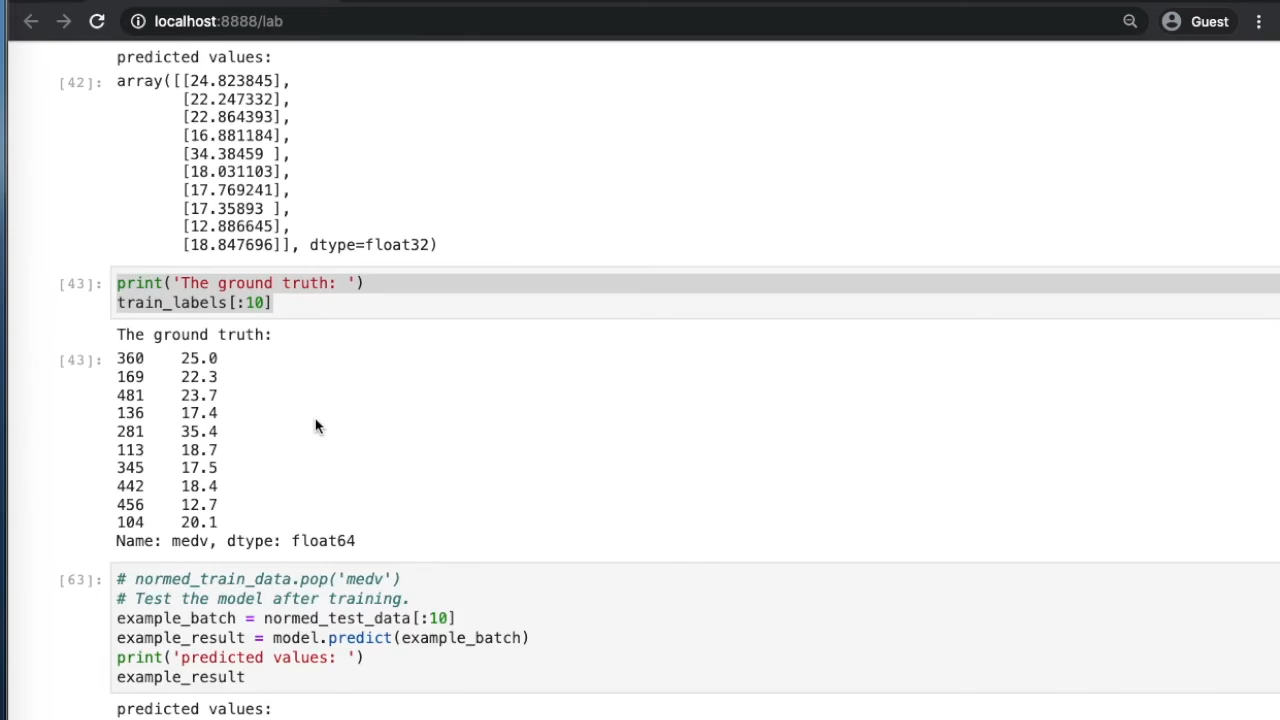 localhost:8888/lab
Guest
predicted values:
[42]: array([[24.823845],
[22.247332],
[22.864393],
[16.881184],
[34.38459 ],
[18.031103],
[17.769241],
[17.35893 ],
[12.886645],
[18.847696]], dtype=float32)
[43]: print('The ground truth: ')
train_labels[:10]
The ground truth:
[43]: 360 25.0
169 22.3
481 23.7
136 17.4
281 35.4
113 18.7
345 17.5
442 18.4
456 12.7
104 20.1
Name: medv, dtype: float64
[63]: # normed_train_data.pop('medv')
# Test the model after training.
example_batch = normed_test_data[:10]
example_result = model.predict(example_batch)
print('predicted values: ')
example_result
predicted values: